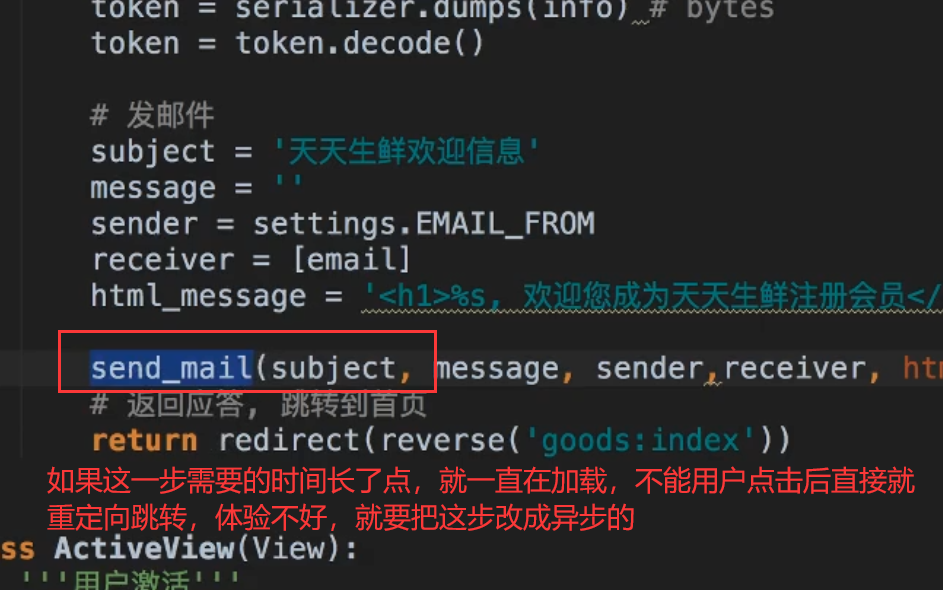 token = serializer.dumps(info) # bytes
token = token.decode()
# 发邮件
subject = '天天生鲜欢迎信息'
message = ''
sender = settings.EMAIL_FROM
receiver = [email]
html_message = '<h1>%s, 欢迎您成为天天生鲜注册会员</
send_mail(subject, message, sender,receiver, htm
# 返回应答, 跳转到首页
return redirect(reverse('goods:index'))
如果这一步需要的时间长了点，就一直在加载，不能用户点击后直接就
重定向跳转，体验不好，就要把这步改成异步的
ss ActiveView(View):
'''用户激活'''